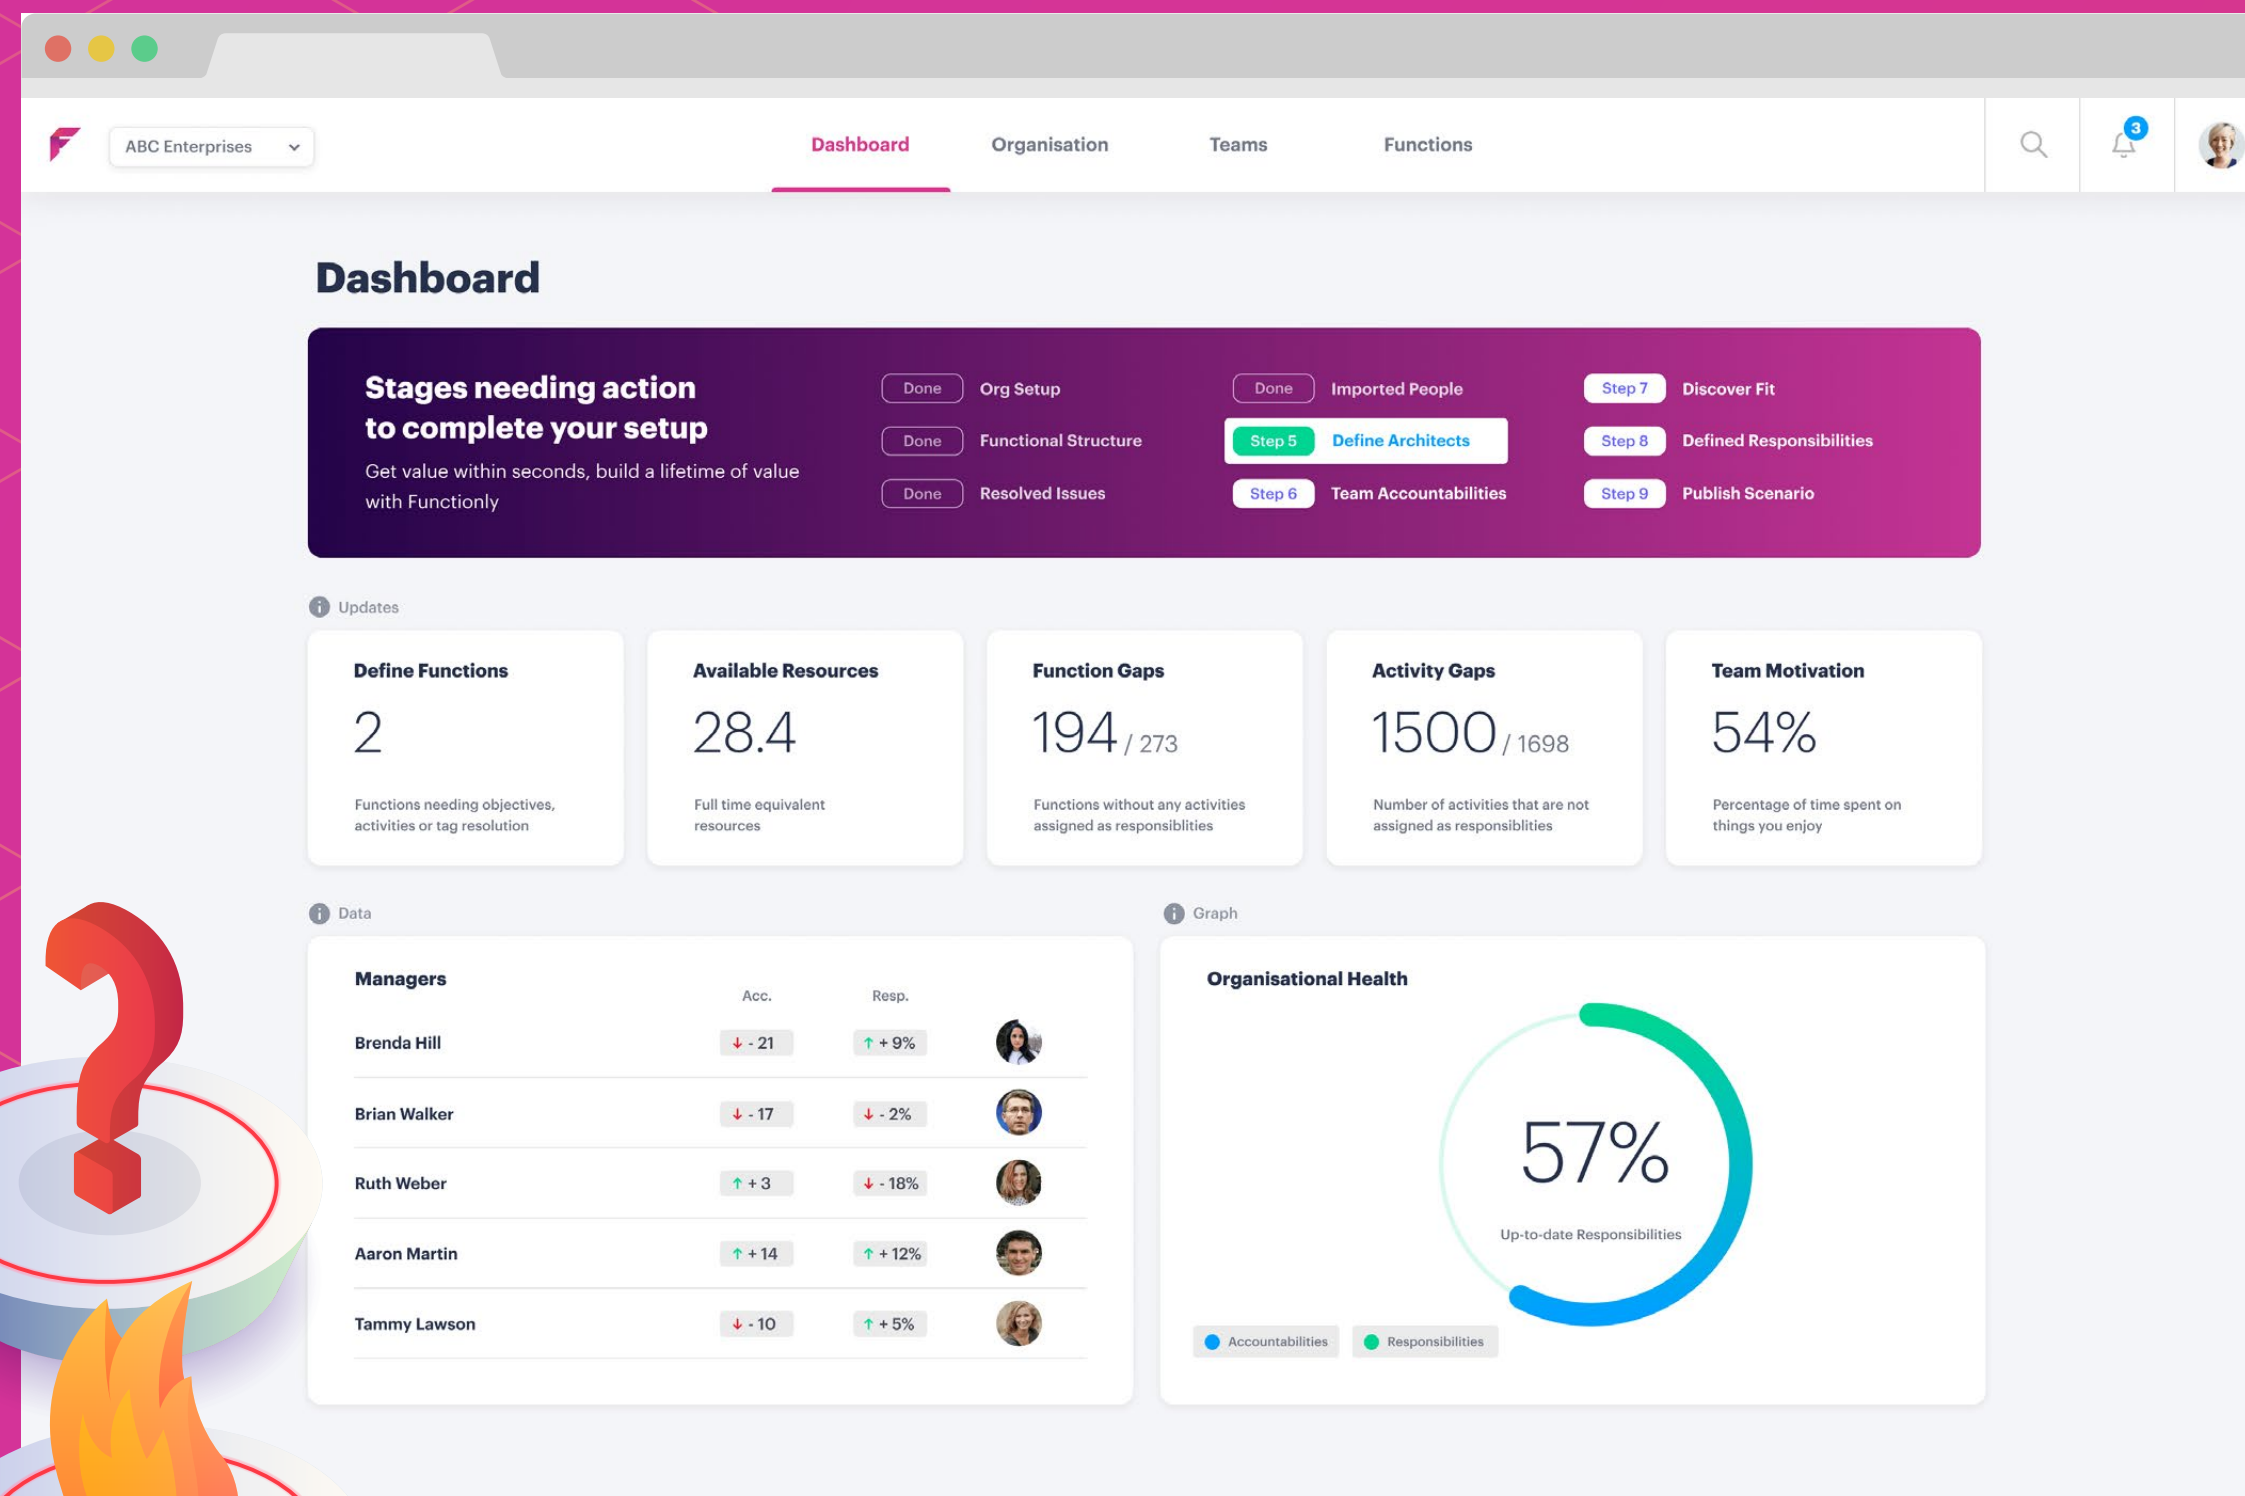 ABC Enterprises
Dashboard
Organisation
Teams
Functions
3
Dashboard
Stages needing action
to complete your setup
Get value within seconds, build a lifetime of value
with Functionly
Done Org Setup
Done Functional Structure
Done Resolved Issues
Done Imported People
Step 5 Define Architects
Step 6 Team Accountabilities
Step 7 Discover Fit
Step 8 Defined Responsibilities
Step 9 Publish Scenario
Updates
Define Functions
2
Functions needing objectives,
activities or tag resolution
Available Resources
28.4
Full time equivalent
resources
Function Gaps
194 / 273
Functions without any activities
assigned as responsiblities
Activity Gaps
1500 / 1698
Number of activities that are not
assigned as responsiblities
Team Motivation
54%
Percentage of time spent on
things you enjoy
Data
Managers
Acc. Resp.
Brenda Hill ↓ - 21 ↑ + 9%
Brian Walker ↓ - 17 ↓ - 2%
Ruth Weber ↑ + 3 ↓ - 18%
Aaron Martin ↑ + 14 ↑ + 12%
Tammy Lawson ↓ - 10 ↑ + 5%
Graph
Organisational Health
57%
Up-to-date Responsibilities
Accountabilities
Responsibilities